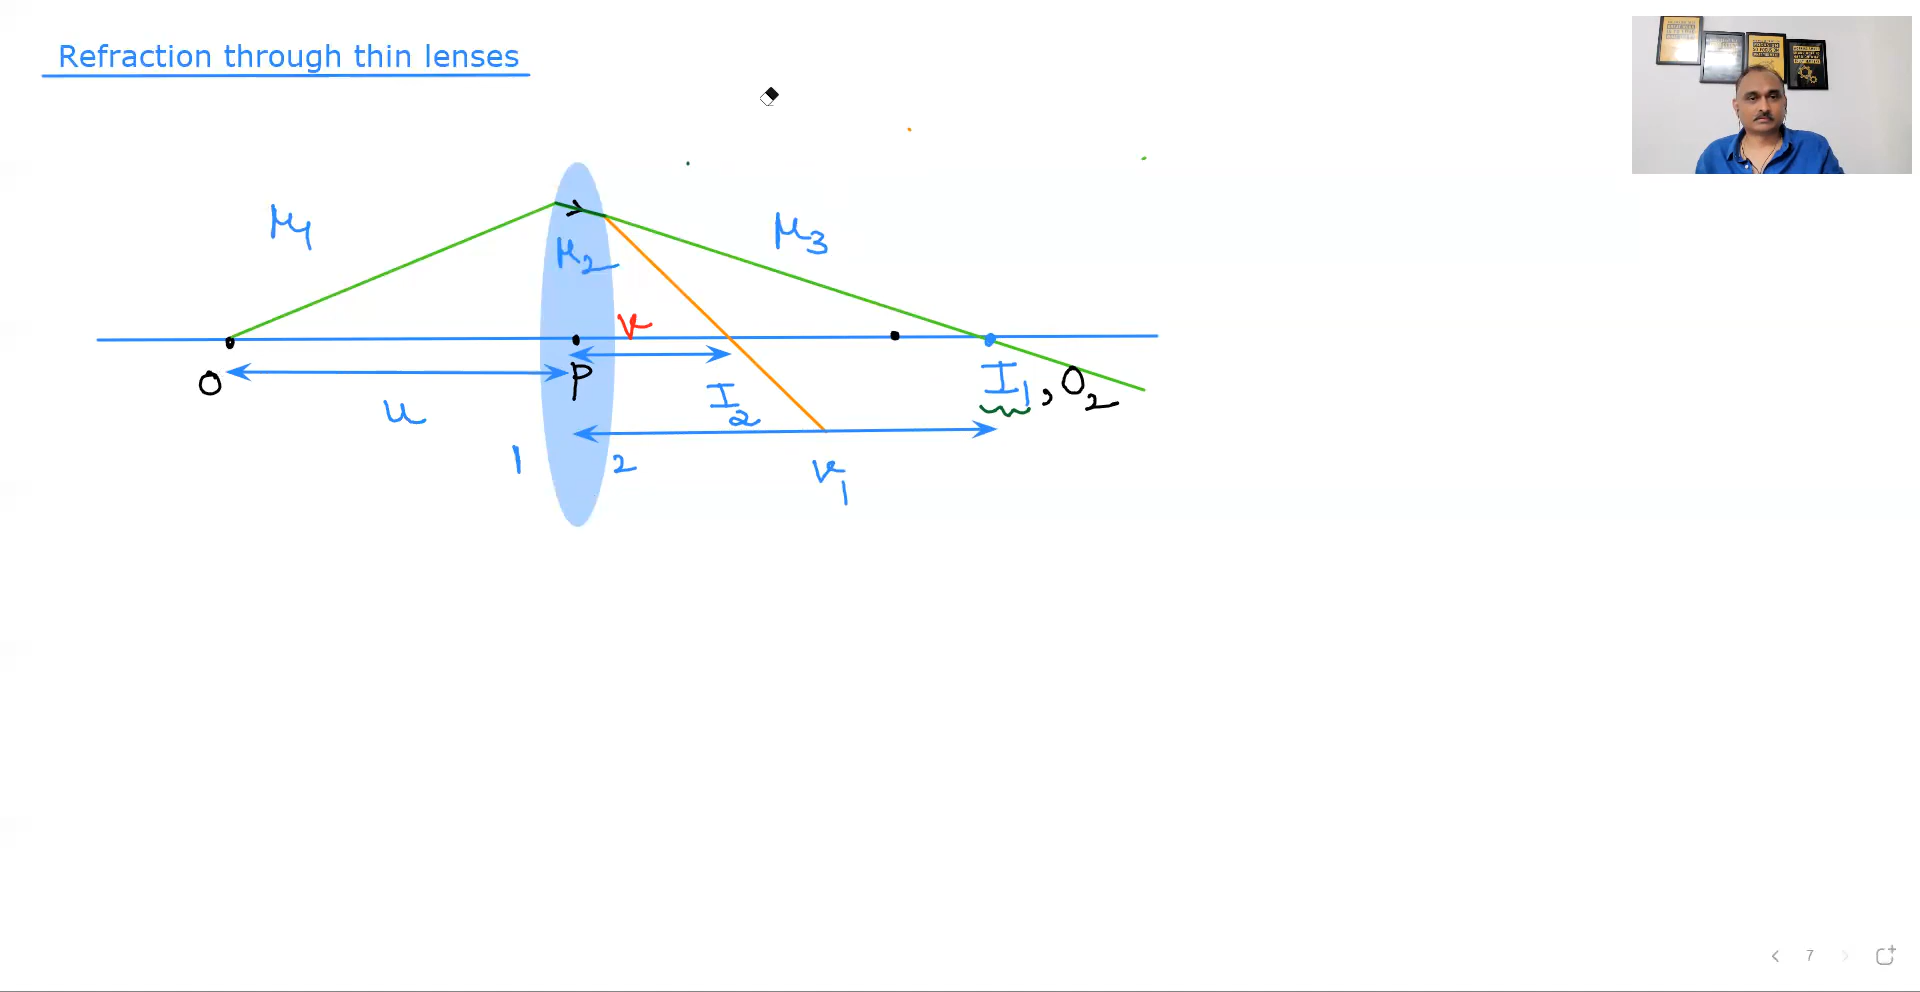 Refraction through thin lenses
μ1
μ2
μ3
v
O
P
u
I2
I1, O2
1
2
v1
7